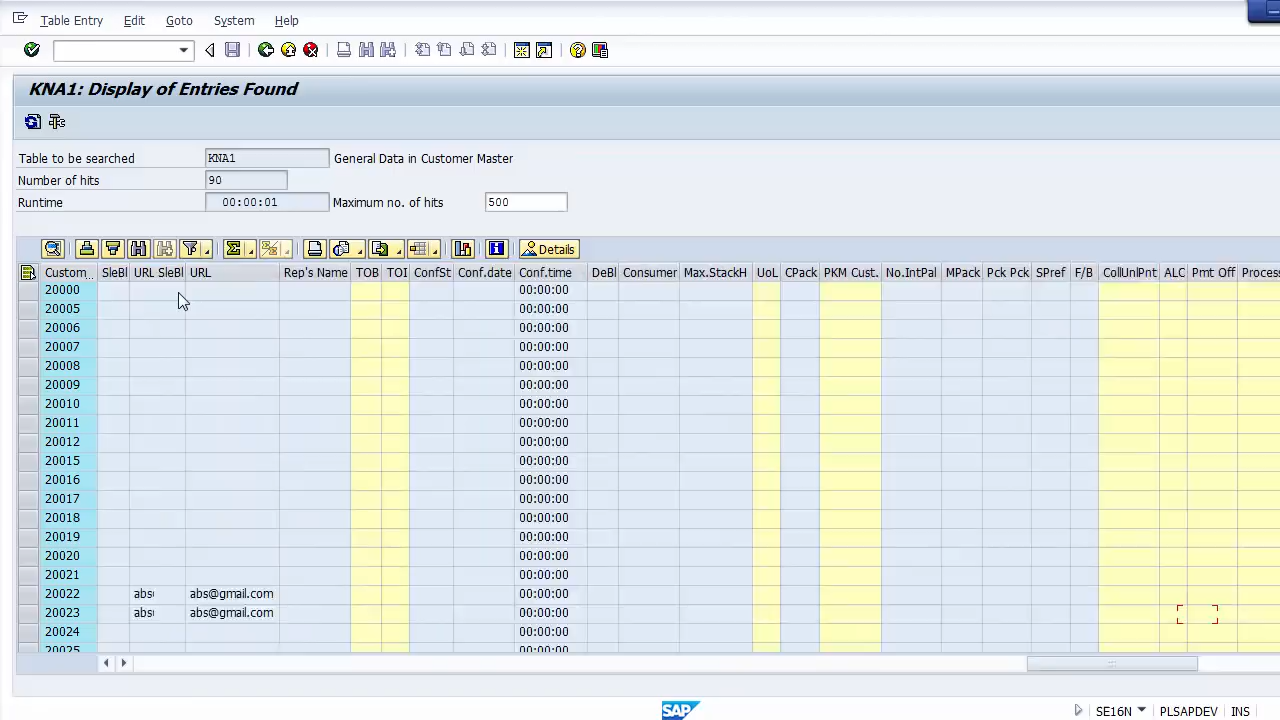 Table Entry Edit Goto System Help
KNA1: Display of Entries Found
Table to be searched KNA1 General Data in Customer Master
Number of hits 90
Runtime 00:00:01 Maximum no. of hits 500
Details
Custom.. SleBl URL SleBl URL Rep's Name TOB TOI ConfSt Conf.date Conf.time DeBl Consumer Max.StackH UoL CPack PKM Cust. No.IntPal MPack Pck Pck SPref F/B CollUnlPnt ALC Pmt Off Process
20000 00:00:00
20005 00:00:00
20006 00:00:00
20007 00:00:00
20008 00:00:00
20009 00:00:00
20010 00:00:00
20011 00:00:00
20012 00:00:00
20015 00:00:00
20016 00:00:00
20017 00:00:00
20018 00:00:00
20019 00:00:00
20020 00:00:00
20021 00:00:00
20022 abs abs@gmail.com 00:00:00
20023 abs abs@gmail.com 00:00:00
20024 00:00:00
20025 00:00:00
SAP SE16N PLSAPDEV INS